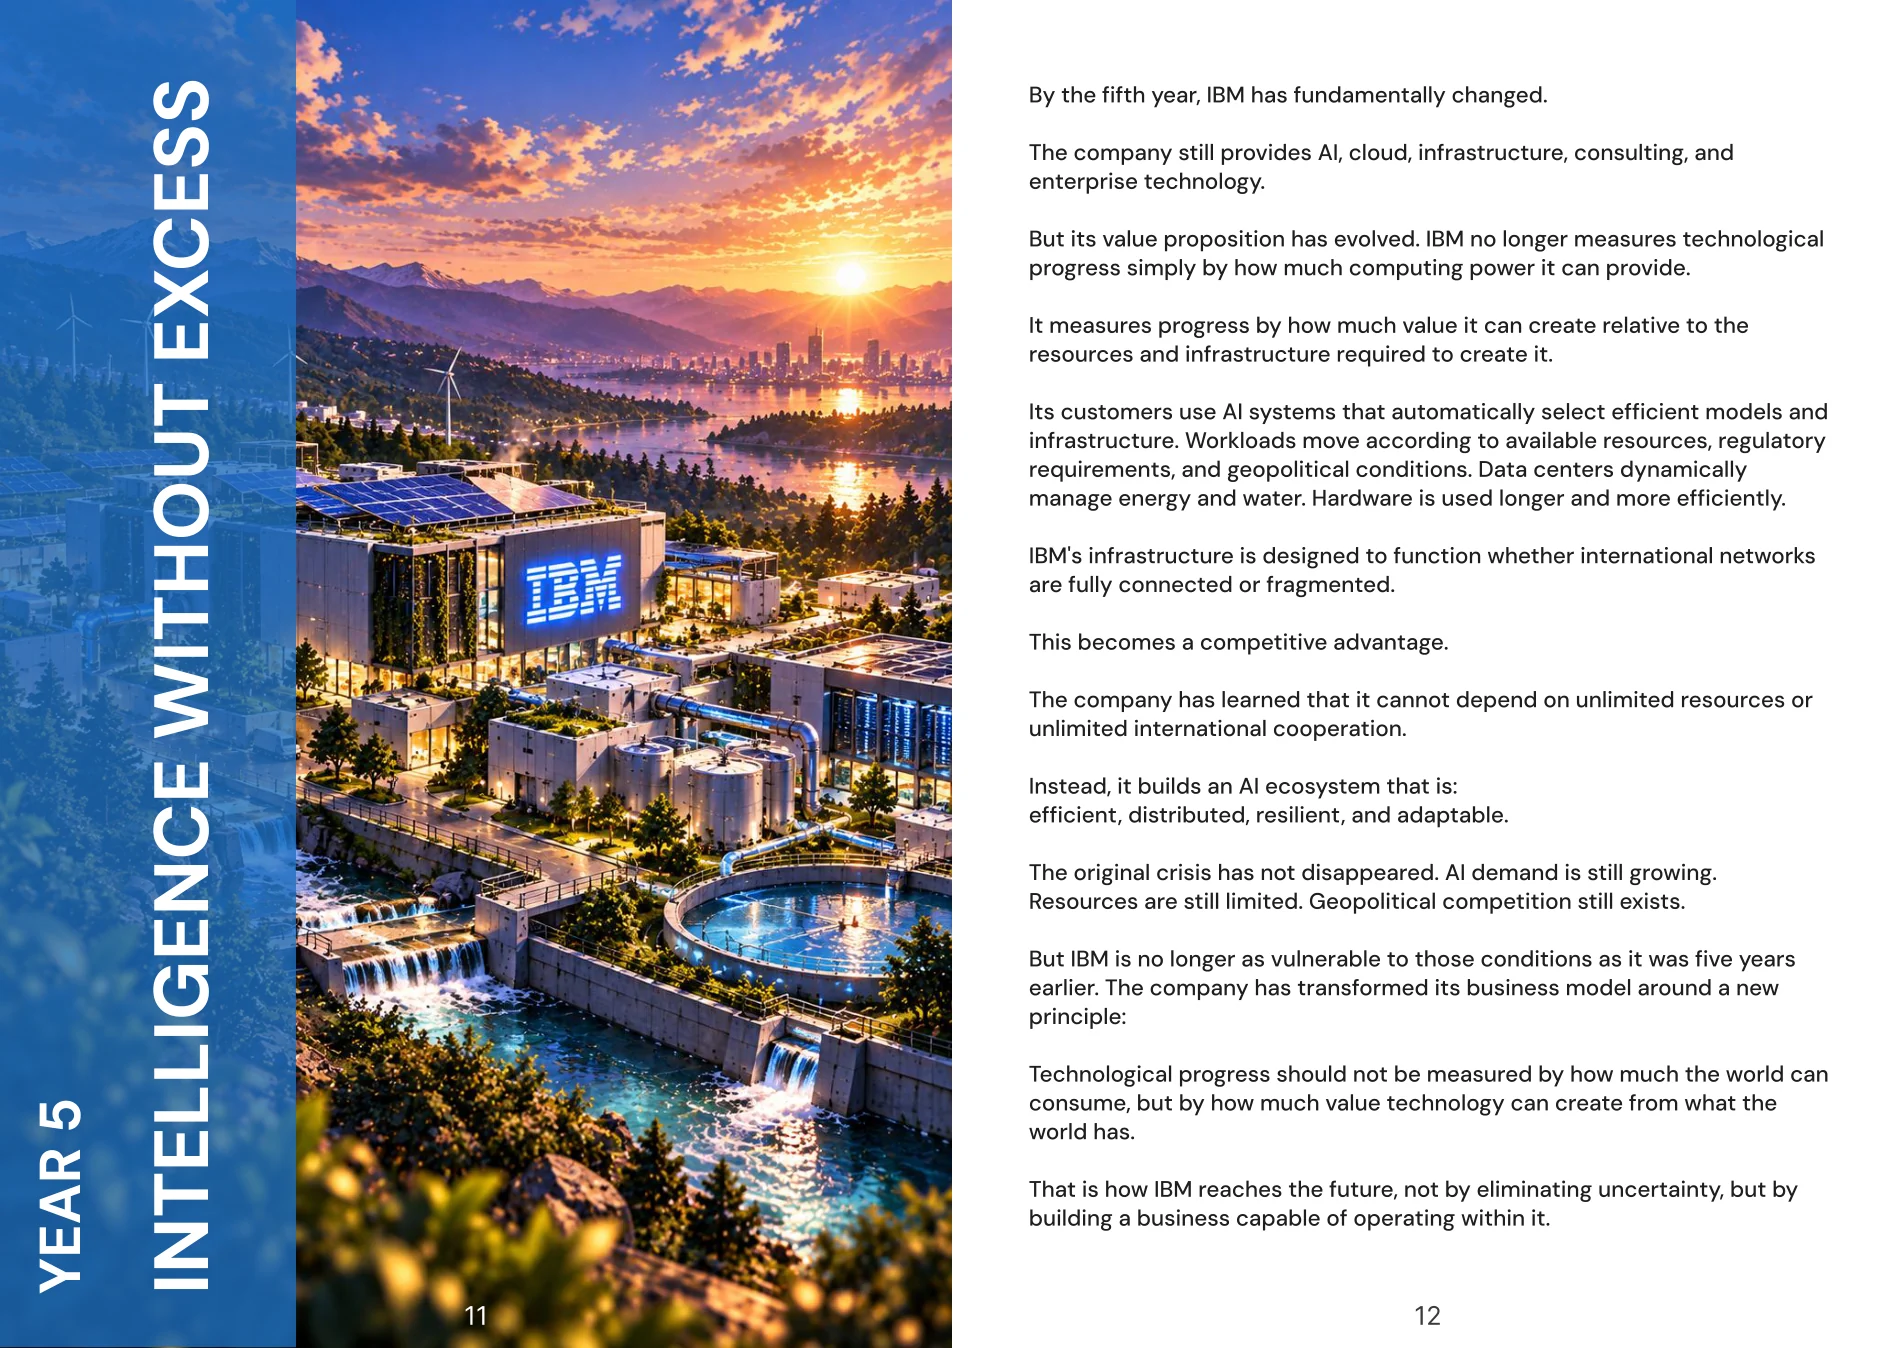 YEAR 5
INTELLIGENCE WITHOUT EXCESS
IBM
11
By the fifth year, IBM has fundamentally changed.
The company still provides AI, cloud, infrastructure, consulting, and
enterprise technology.
But its value proposition has evolved. IBM no longer measures technological
progress simply by how much computing power it can provide.
It measures progress by how much value it can create relative to the
resources and infrastructure required to create it.
Its customers use AI systems that automatically select efficient models and
infrastructure. Workloads move according to available resources, regulatory
requirements, and geopolitical conditions. Data centers dynamically
manage energy and water. Hardware is used longer and more efficiently.
IBM's infrastructure is designed to function whether international networks
are fully connected or fragmented.
This becomes a competitive advantage.
The company has learned that it cannot depend on unlimited resources or
unlimited international cooperation.
Instead, it builds an AI ecosystem that is:
efficient, distributed, resilient, and adaptable.
The original crisis has not disappeared. AI demand is still growing.
Resources are still limited. Geopolitical competition still exists.
But IBM is no longer as vulnerable to those conditions as it was five years
earlier. The company has transformed its business model around a new
principle:
Technological progress should not be measured by how much the world can
consume, but by how much value technology can create from what the
world has.
That is how IBM reaches the future, not by eliminating uncertainty, but by
building a business capable of operating within it.
12